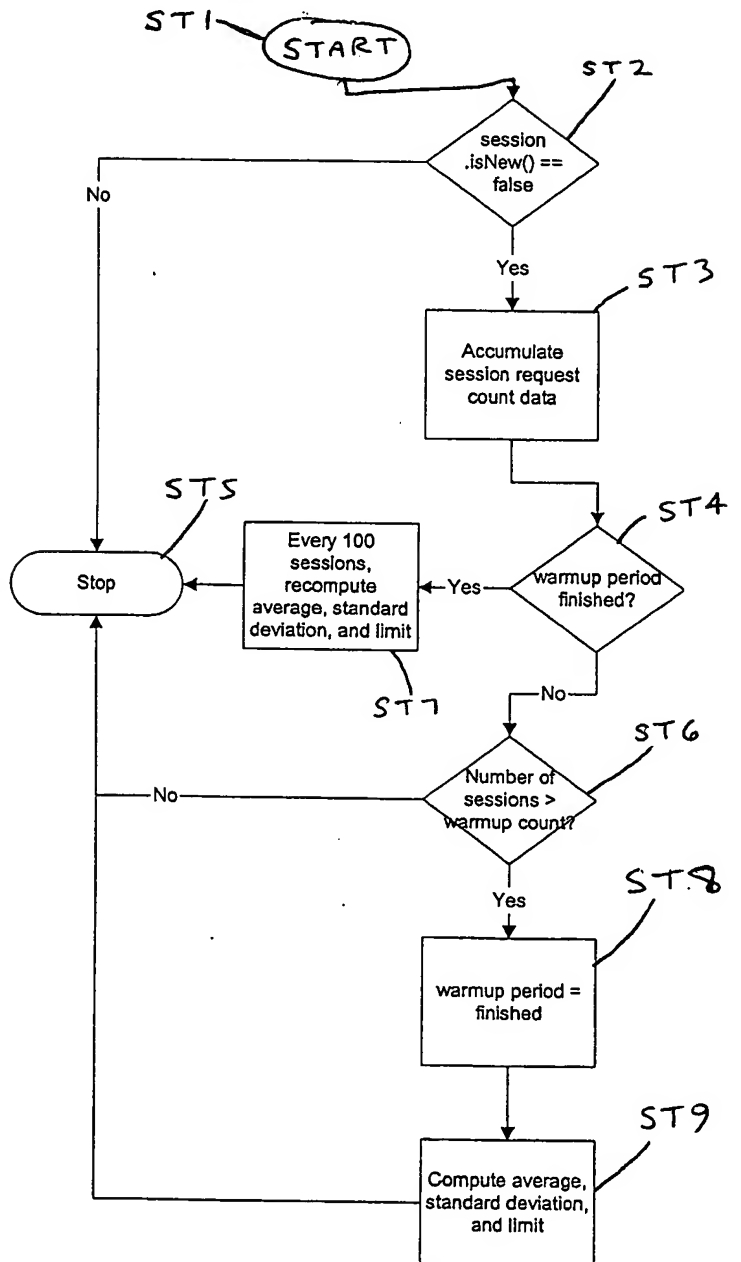 ST1
START
ST2
session
.isNew() ==
false
No
Yes
ST3
Accumulate
session request
count data
ST5
ST4
Stop
Every 100
sessions,
recompute
average, standard
deviation, and limit
Yes
warmup period
finished?
ST7
No
ST6
Number of
sessions >
warmup count?
No
Yes
ST8
warmup period =
finished
ST9
Compute average,
standard deviation,
and limit